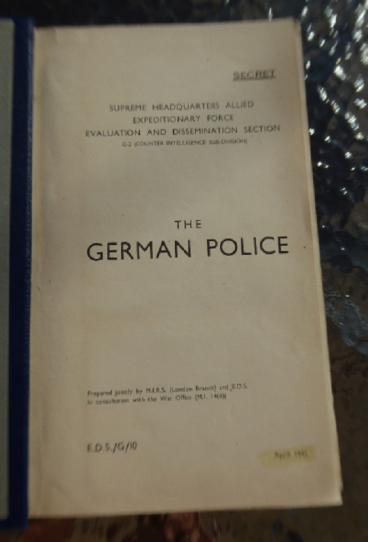 SECRET
SUPREME HEADQUARTERS ALLIED
EXPEDITIONARY FORCE
EVALUATION AND DISSEMINATION SECTION
G-2 (COUNTER INTELLIGENCE SUB-DIVISION)
THE
GERMAN POLICE
Prepared jointly by M.I.R.S. (London Branch) and E.D.S.
in consultation with the War Office (M.I. 14(d))
E.D.S./G/10
April 1945